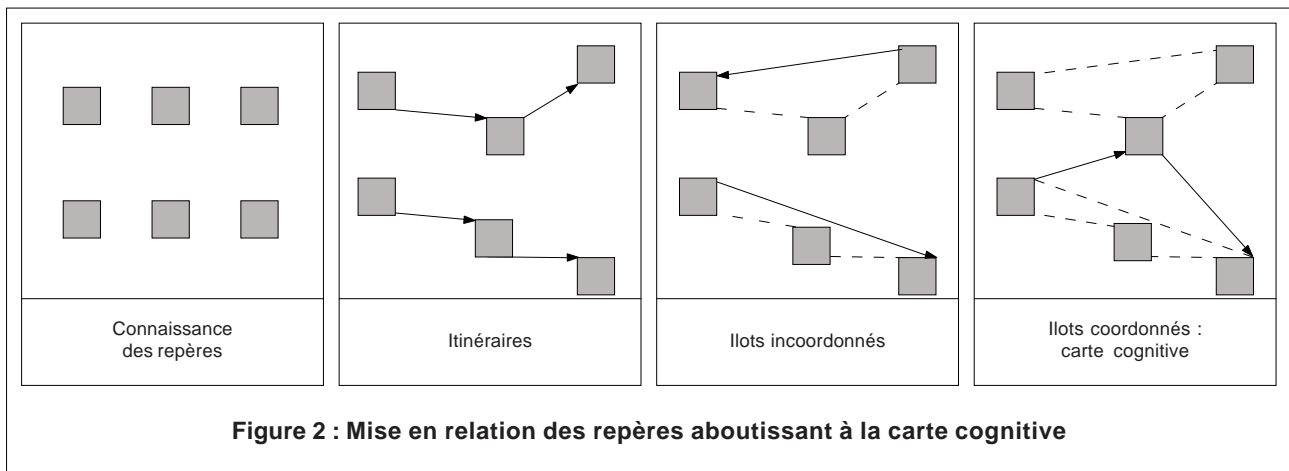 Connaissance
des repères
Itinéraires
Ilots incoordonnés
Ilots coordonnés :
carte cognitive
Figure 2 : Mise en relation des repères aboutissant à la carte cognitive